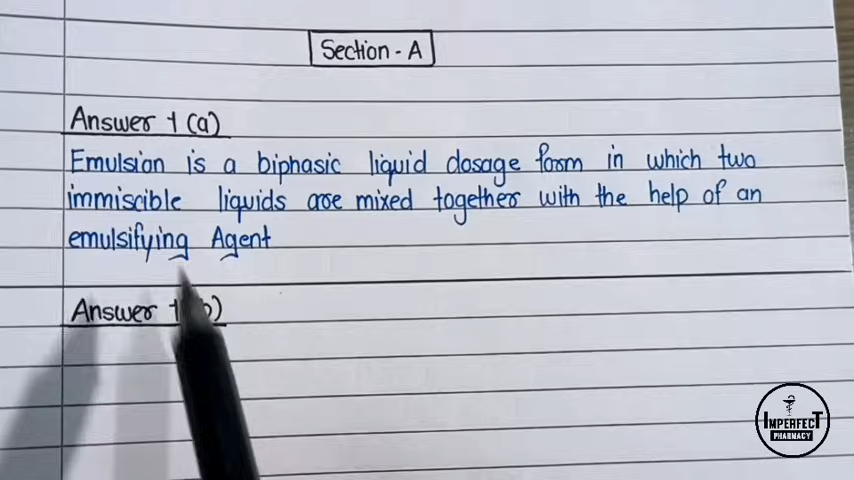 Section - A
Answer 1 (a)
Emulsion is a biphasic liquid dosage form in which two
immiscible liquids are mixed together with the help of an
emulsifying Agent
Answer 1 (b)
IMPERFECT
PHARMACY